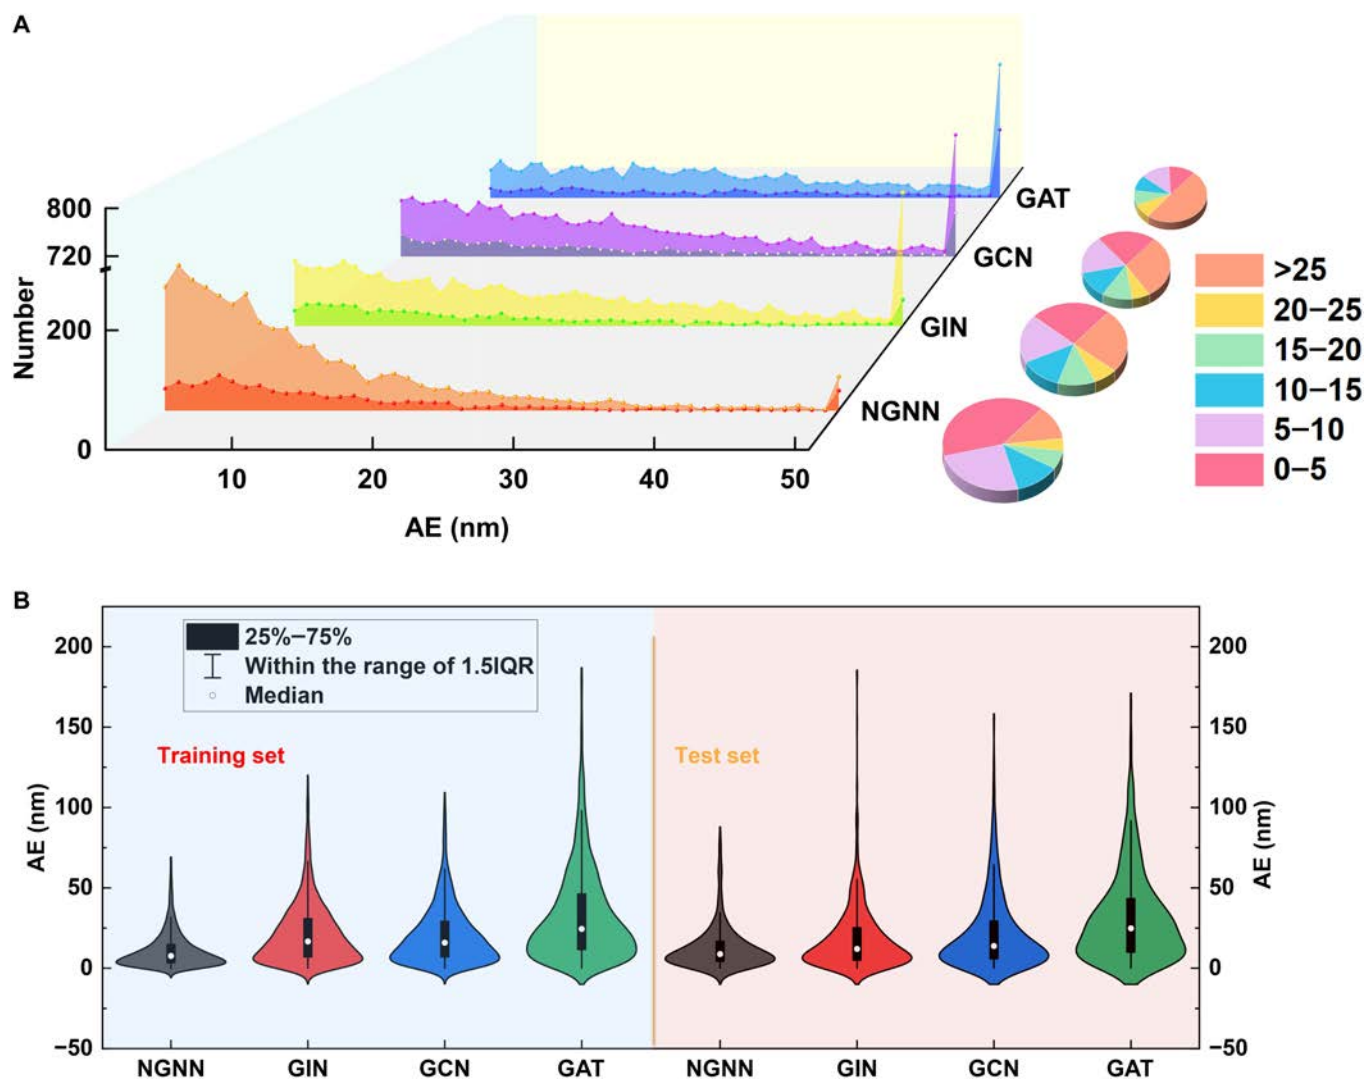 A
800
720
200
0
Number
10
20
30
40
50
AE (nm)
GAT
GCN
GIN
NGNN
>25
20–25
15–20
10–15
5–10
0–5
B
200
150
100
50
0
−50
AE (nm)
25%–75%
Within the range of 1.5IQR
Median
Training set
Test set
200
150
100
50
0
−50
AE (nm)
NGNN
GIN
GCN
GAT
NGNN
GIN
GCN
GAT